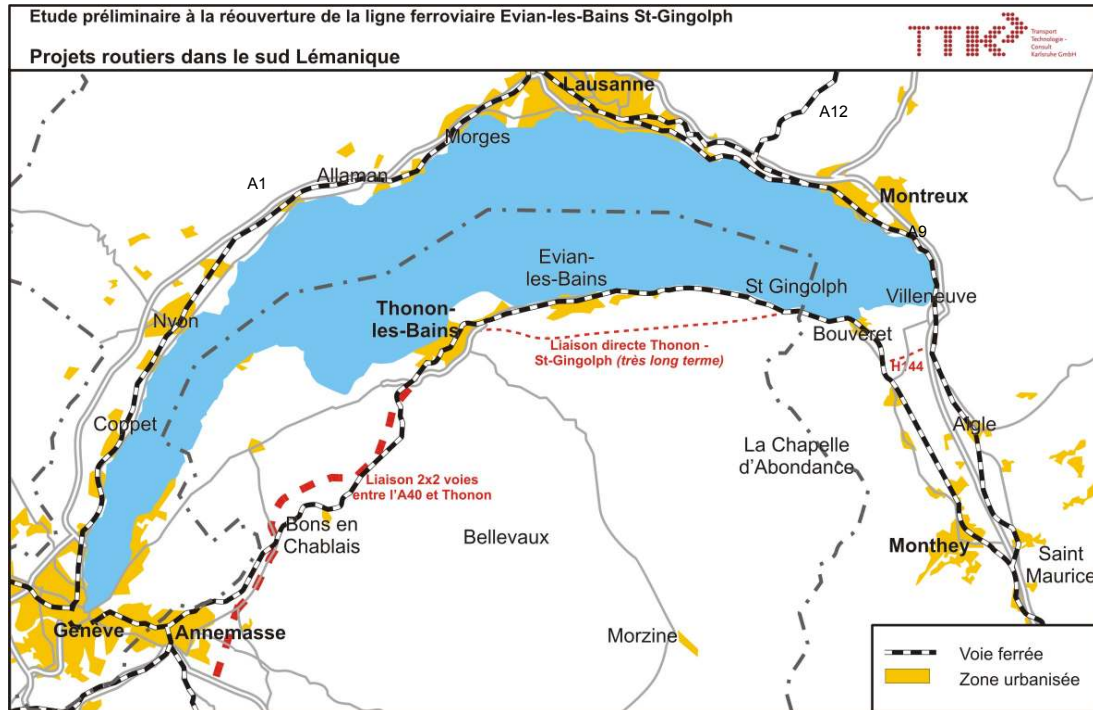 Etude préliminaire à la réouverture de la ligne ferroviaire Evian-les-Bains St-Gingolph
Projets routiers dans le sud Lémanique
TTK
Transport
Technologie -
Consult
Karlsruhe GmbH
Lausanne
A12
Morges
Allaman
A1
Montreux
A9
Evian-
les-Bains
St Gingolph
Villeneuve
Thonon-
les-Bains
Nyon
Bouveret
Liaison directe Thonon -
St-Gingolph (très long terme)
H144
Coppet
Aigle
La Chapelle
d'Abondance
Liaison 2x2 voies
entre l'A40 et Thonon
Bons en
Chablais
Bellevaux
Monthey
Saint
Maurice
Genève
Annemasse
Morzine
Voie ferrée
Zone urbanisée